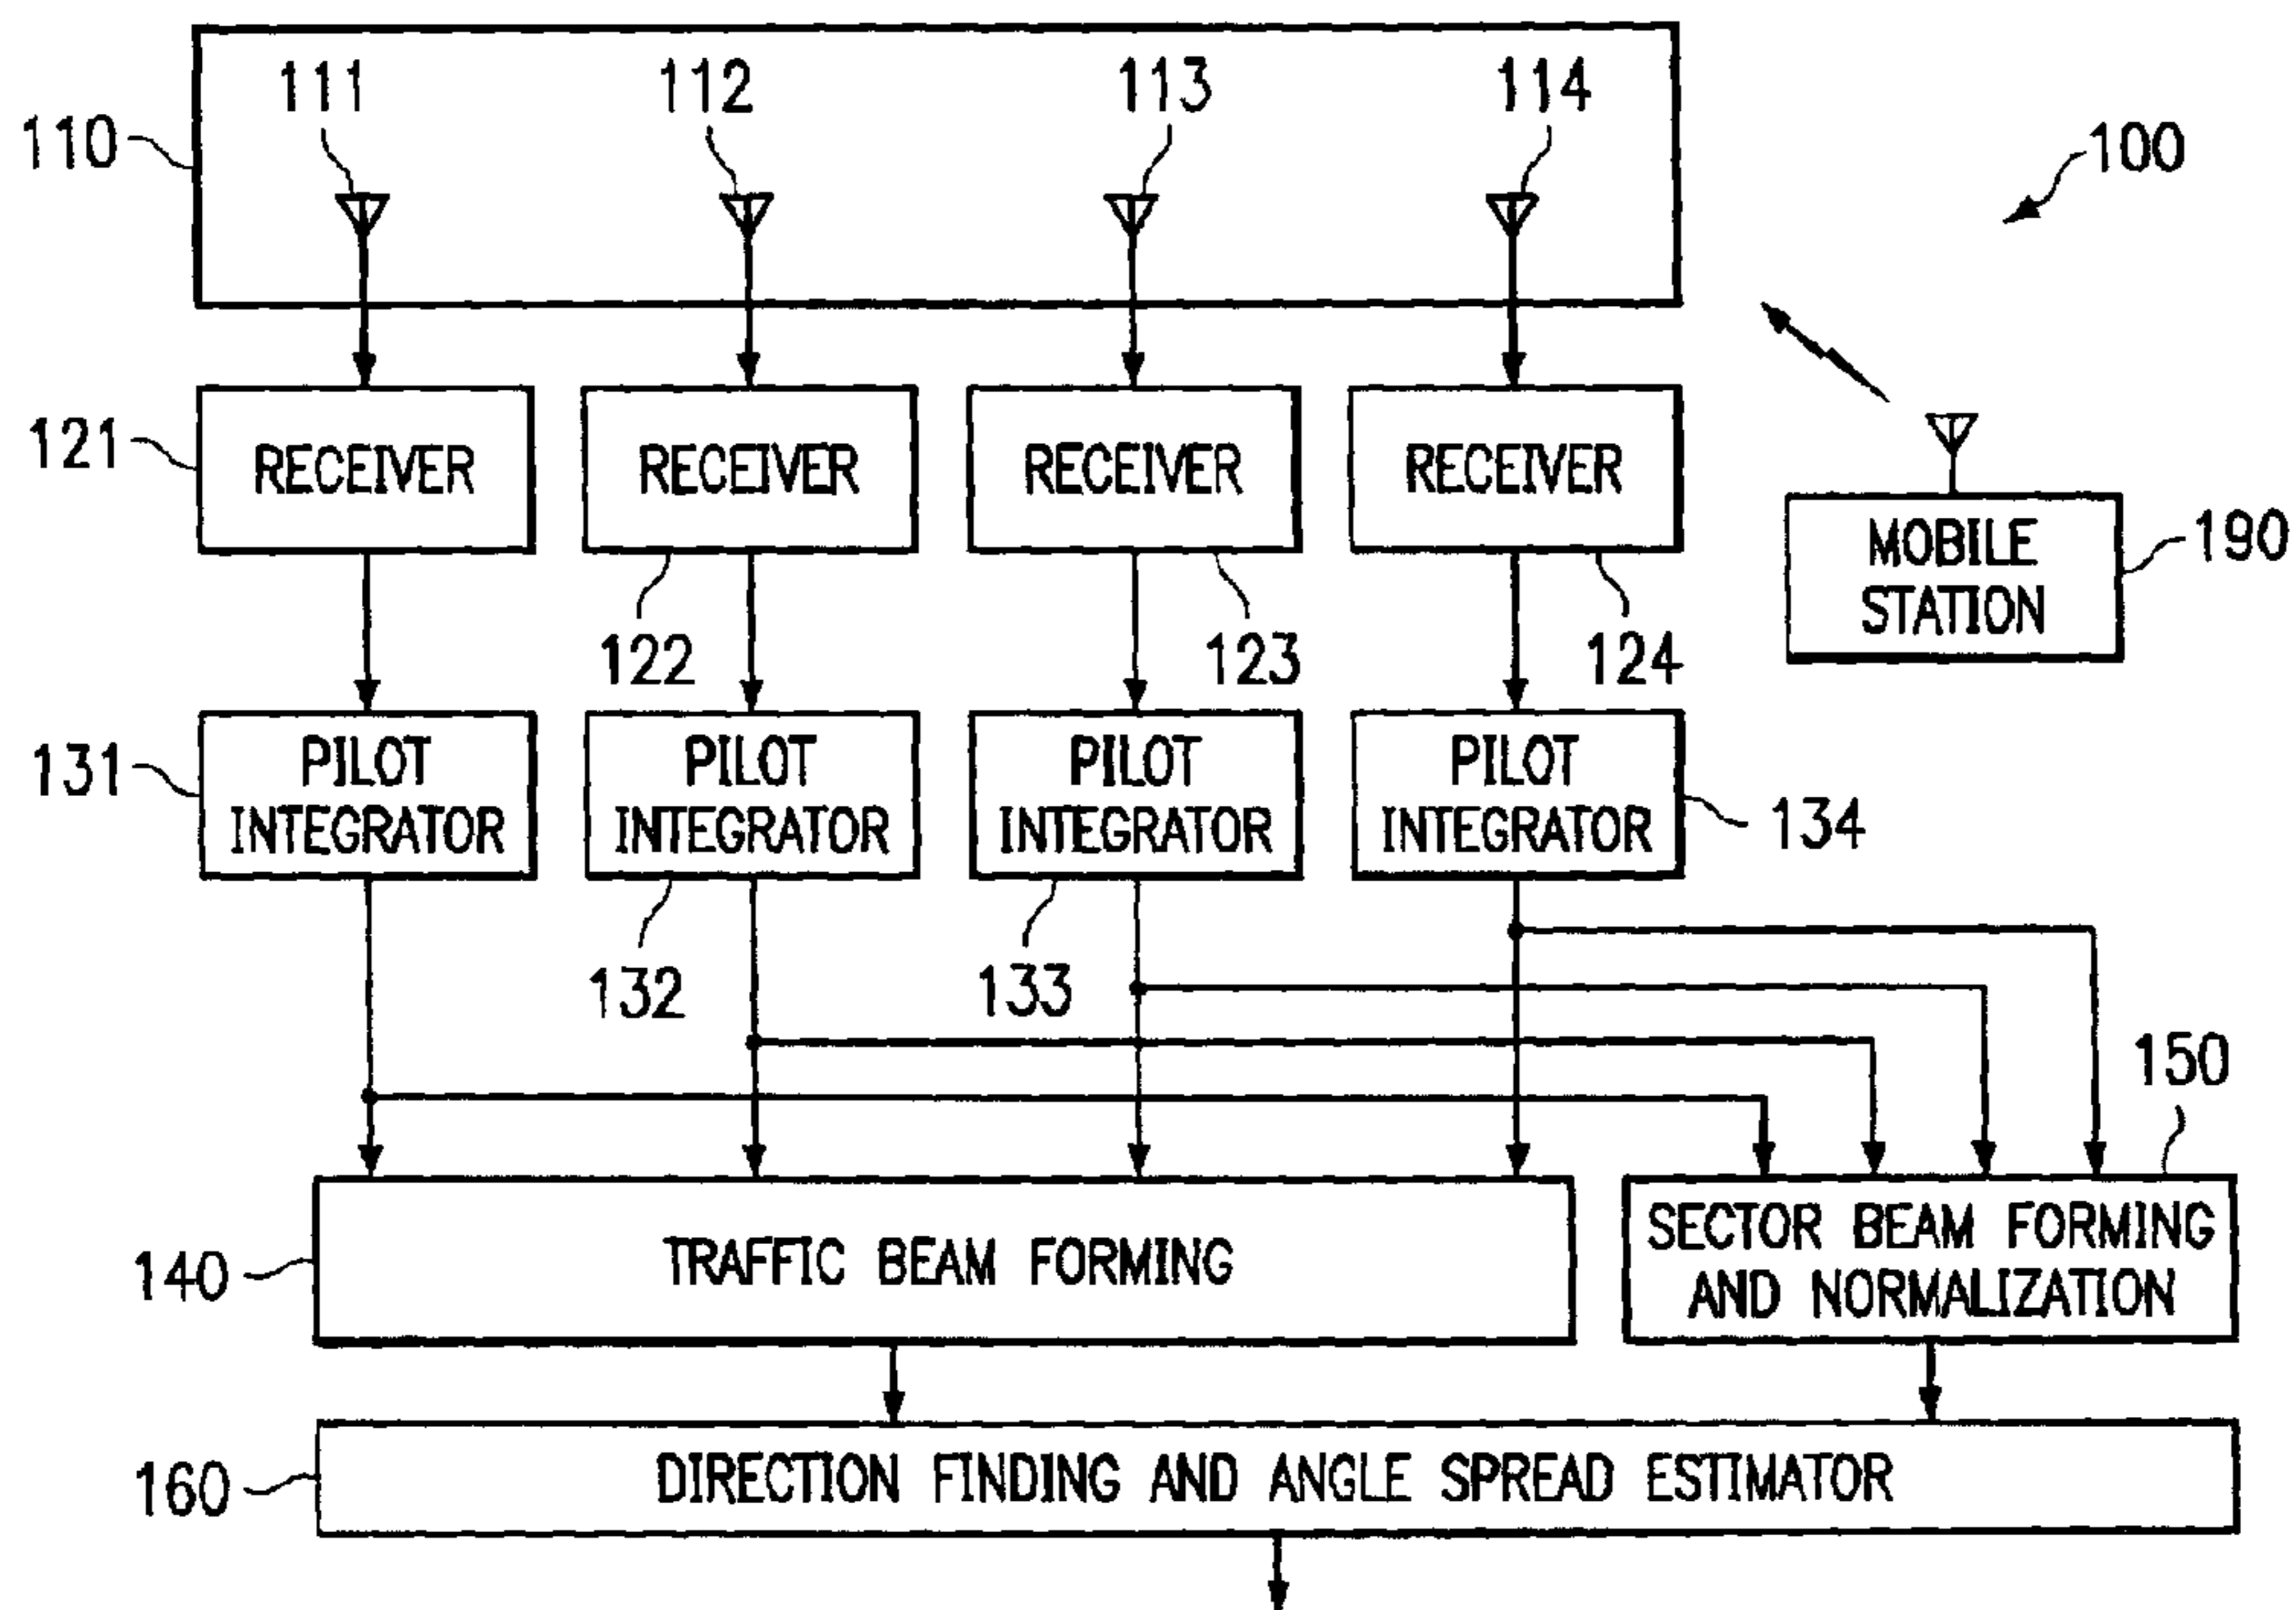 111 112 113 114
110
100
121 RECEIVER RECEIVER RECEIVER RECEIVER
MOBILE
STATION
190
122 123 124
131 PILOT
INTEGRATOR
PILOT
INTEGRATOR
PILOT
INTEGRATOR
PILOT
INTEGRATOR
134
132 133
150
140 TRAFFIC BEAM FORMING
SECTOR BEAM FORMING
AND NORMALIZATION
160 DIRECTION FINDING AND ANGLE SPREAD ESTIMATOR